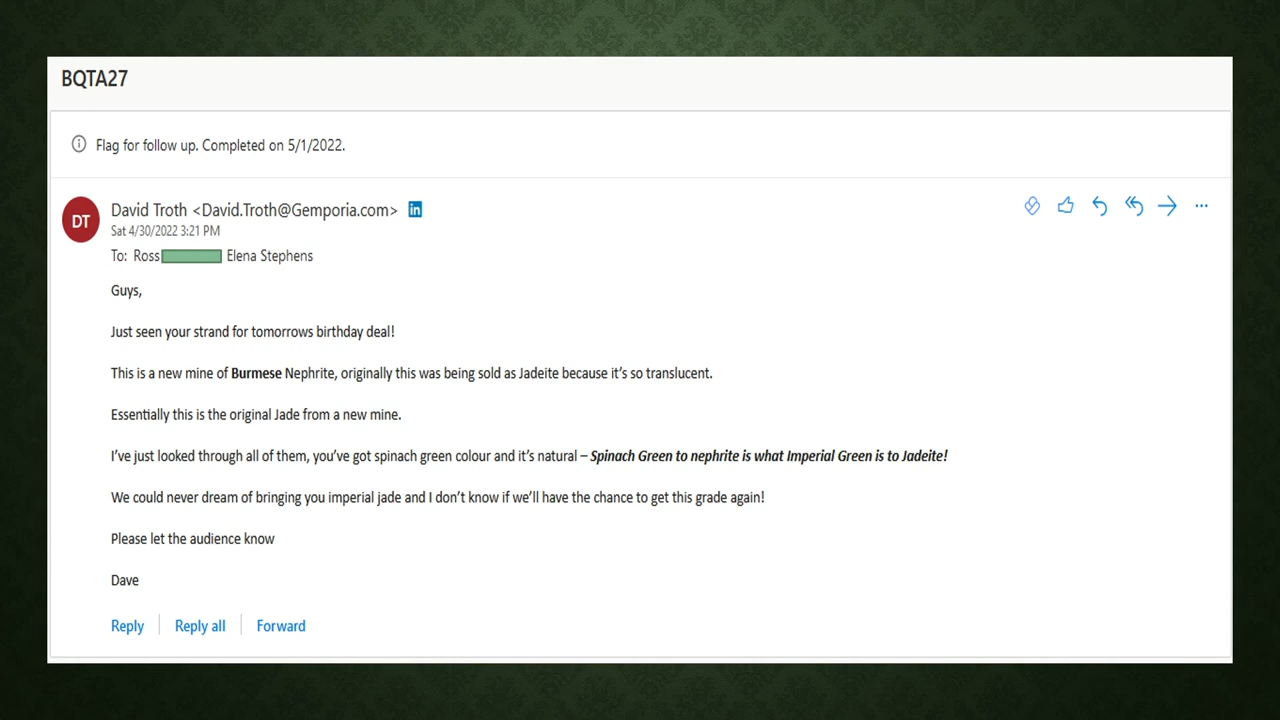 BQTA27
Flag for follow up. Completed on 5/1/2022.
DT
David Troth <David.Troth@Gemporia.com> in
Sat 4/30/2022 3:21 PM
To: Ross Elena Stephens
Guys,
Just seen your strand for tomorrows birthday deal!
This is a new mine of Burmese Nephrite, originally this was being sold as Jadeite because it's so translucent.
Essentially this is the original Jade from a new mine.
I've just looked through all of them, you've got spinach green colour and it's natural – Spinach Green to nephrite is what Imperial Green is to Jadeite!
We could never dream of bringing you imperial jade and I don't know if we'll have the chance to get this grade again!
Please let the audience know
Dave
Reply Reply all Forward